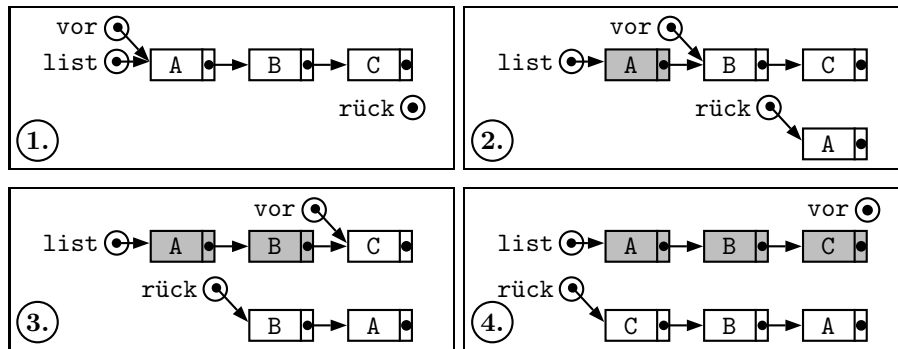 vor
list A B C
rück
1.
vor
list A B C
rück
A
2.
vor
list A B C
rück
B A
3.
vor
list A B C
rück
C B A
4.